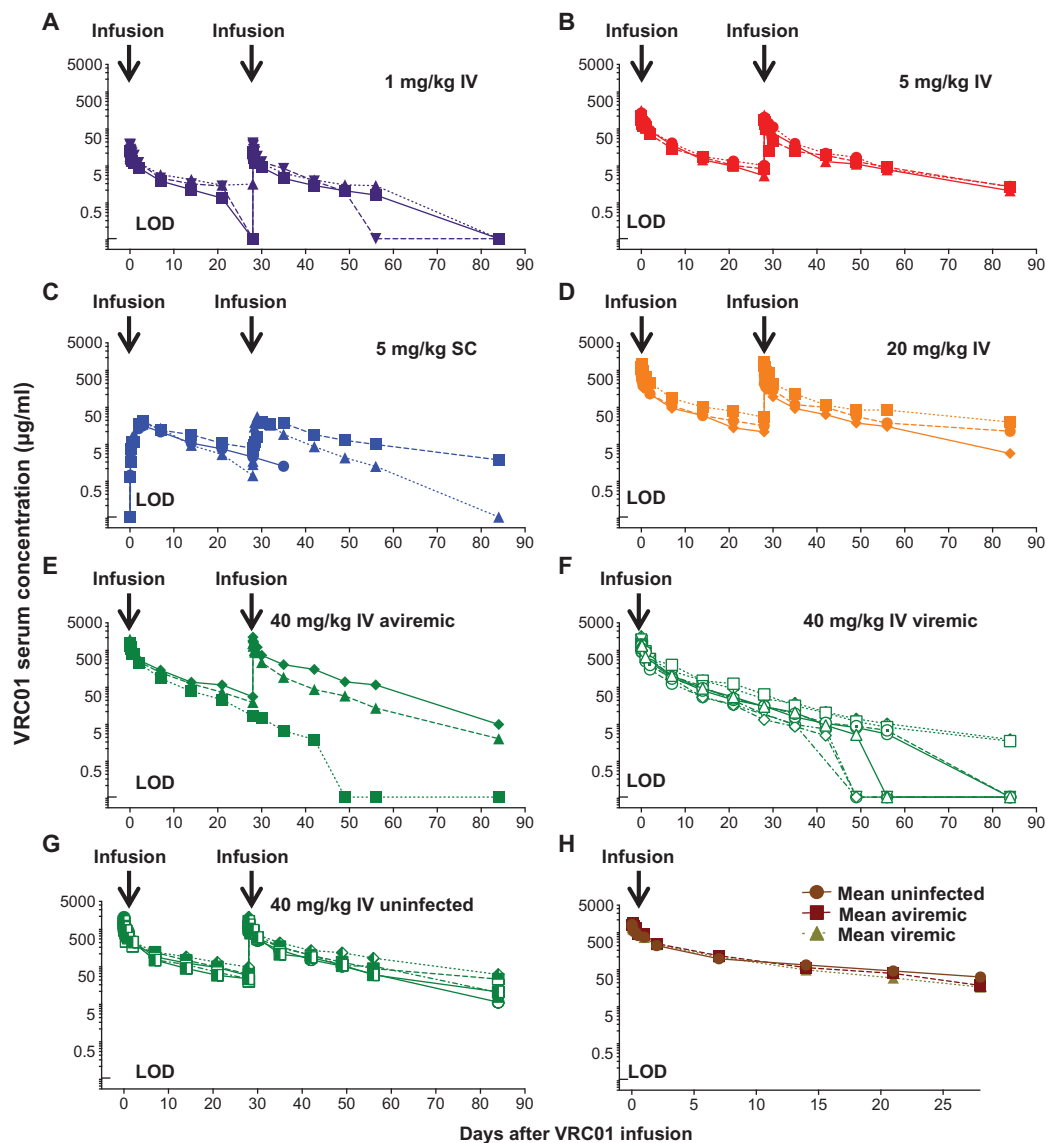 A
Infusion Infusion
1 mg/kg IV
5000
500
50
5
0.5
LOD
0 10 20 30 40 50 60 70 80 90
B
Infusion Infusion
5 mg/kg IV
5000
500
50
5
0.5
LOD
0 10 20 30 40 50 60 70 80 90
C
Infusion Infusion
5 mg/kg SC
5000
500
50
5
0.5
LOD
0 10 20 30 40 50 60 70 80 90
D
Infusion Infusion
20 mg/kg IV
5000
500
50
5
0.5
LOD
0 10 20 30 40 50 60 70 80 90
VRC01 serum concentration (µg/ml)
E
Infusion Infusion
40 mg/kg IV aviremic
5000
500
50
5
0.5
LOD
0 10 20 30 40 50 60 70 80 90
F
Infusion
40 mg/kg IV viremic
5000
500
50
5
0.5
LOD
0 10 20 30 40 50 60 70 80 90
G
Infusion Infusion
40 mg/kg IV uninfected
5000
500
50
5
0.5
LOD
0 10 20 30 40 50 60 70 80 90
H
Infusion
Mean uninfected
Mean aviremic
Mean viremic
5000
500
50
5
0.5
LOD
0 5 10 15 20 25
Days after VRC01 infusion